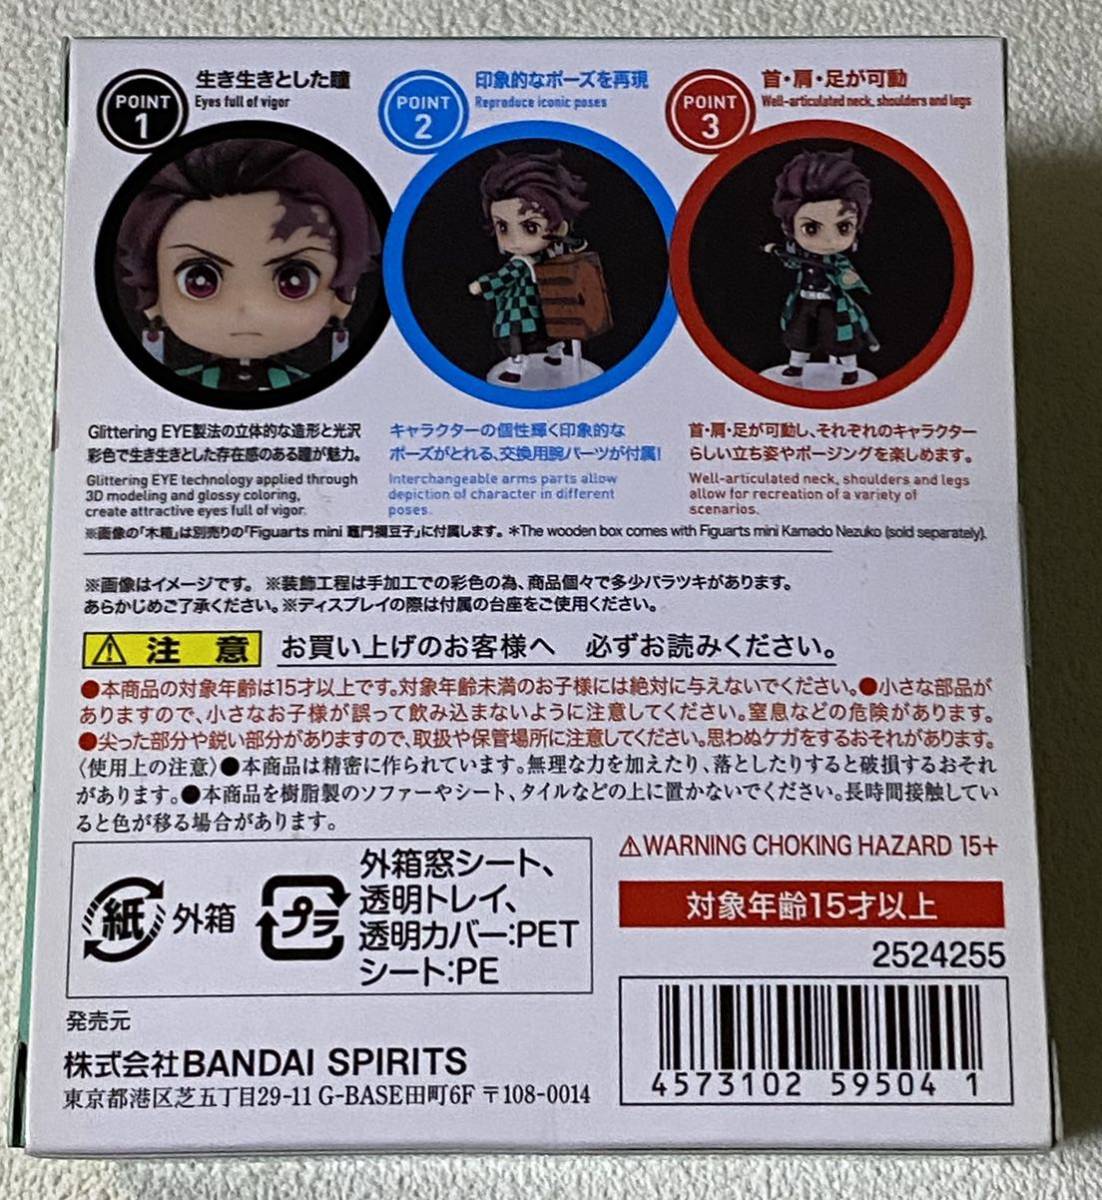 POINT
1
生き生きとした瞳
Eyes full of vigor
POINT
2
印象的なポーズを再現
Reproduce iconic poses
POINT
3
首・肩・足が可動
Well-articulated neck, shoulders and legs
Glittering EYE製法の立体的な造形と光沢
彩色で生き生きとした存在感のある瞳が魅力。
Glittering EYE technology applied through
3D modeling and glossy coloring,
create attractive eyes full of vigor.
キャラクターの個性輝く印象的な
ポーズがとれる、交換用腕パーツが付属!
Interchangeable arms parts allow
depiction of character in different
poses.
首・肩・足が可動し、それぞれのキャラクター
らしい立ち姿やポージングを楽しめます。
Well-articulated neck, shoulders and legs
allow for recreation of a variety of
scenarios.
※画像の「木箱」は別売りの「Figuarts mini 竈門禰豆子」に付属します。 ＊The wooden box comes with Figuarts mini Kamado Nezuko (sold separately).
※画像はイメージです。 ※装飾工程は手加工での彩色の為、商品個々で多少バラツキがあります。
あらかじめご了承ください。※ディスプレイの際は付属の台座をご使用ください。
⚠ 注 意 お買い上げのお客様へ 必ずお読みください。
●本商品の対象年齢は15才以上です。対象年齢未満のお子様には絶対に与えないでください。●小さな部品が
ありますので、小さなお子様が誤って飲み込まないように注意してください。窒息などの危険があります。
●尖った部分や鋭い部分がありますので、取扱や保管場所に注意してください。思わぬケガをするおそれがあります。
〈使用上の注意〉●本商品は精密に作られています。無理な力を加えたり、落としたりすると破損するおそれ
があります。●本商品を樹脂製のソファーやシート、タイルなどの上に置かないでください。長時間接触してい
ると色が移る場合があります。
紙 外箱
プラ
外箱窓シート、
透明トレイ、
透明カバー:PET
シート:PE
⚠WARNING CHOKING HAZARD 15+
対象年齢15才以上
2524255
4573102 59504 1
発売元
株式会社BANDAI SPIRITS
東京都港区芝五丁目29-11 G-BASE田町6F 〒108-0014